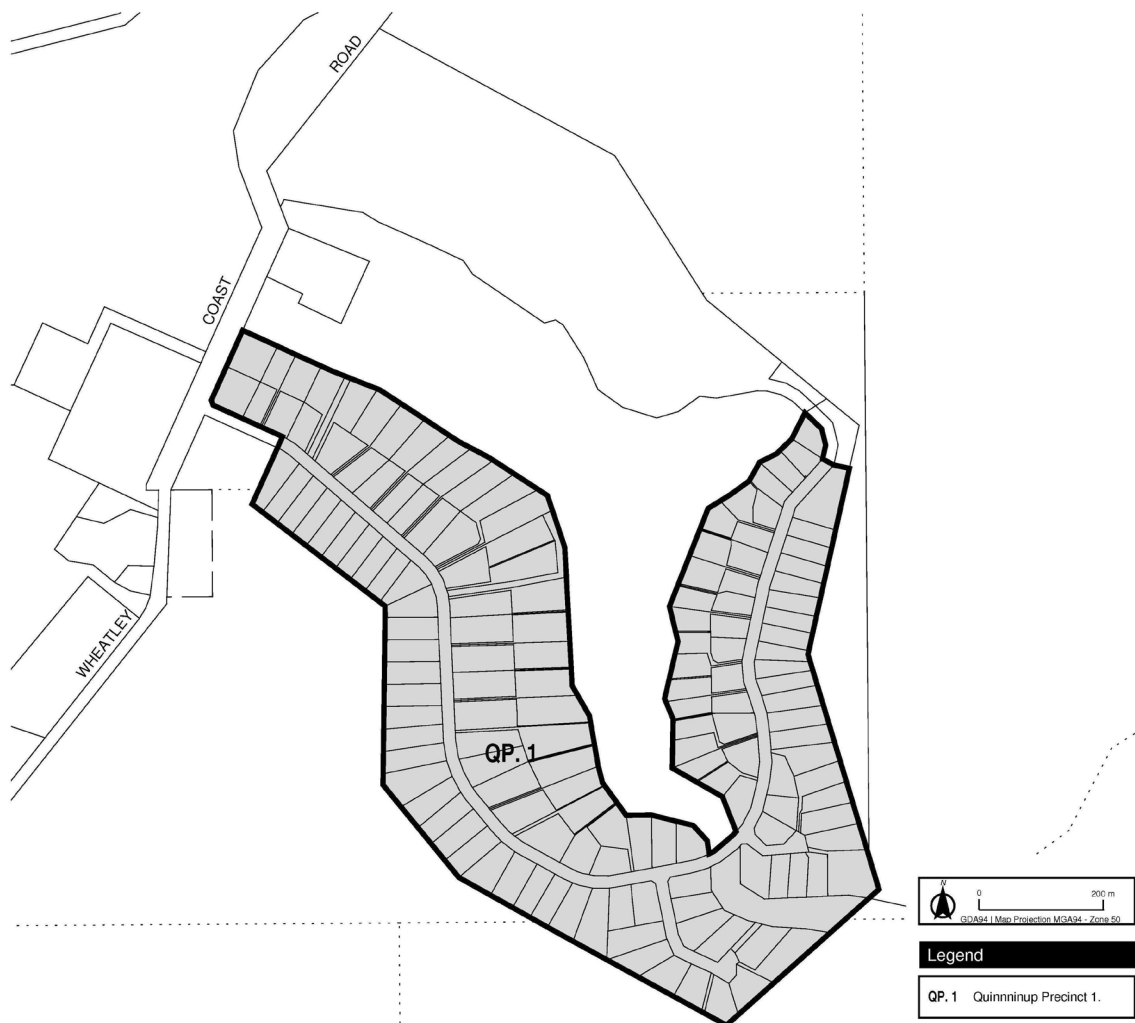 ROAD
COAST
WHEATLEY
QP. 1
N
0 200 m
GDA94 | Map Projection MGA94 - Zone 50
Legend
QP. 1 Quinnninup Precinct 1.